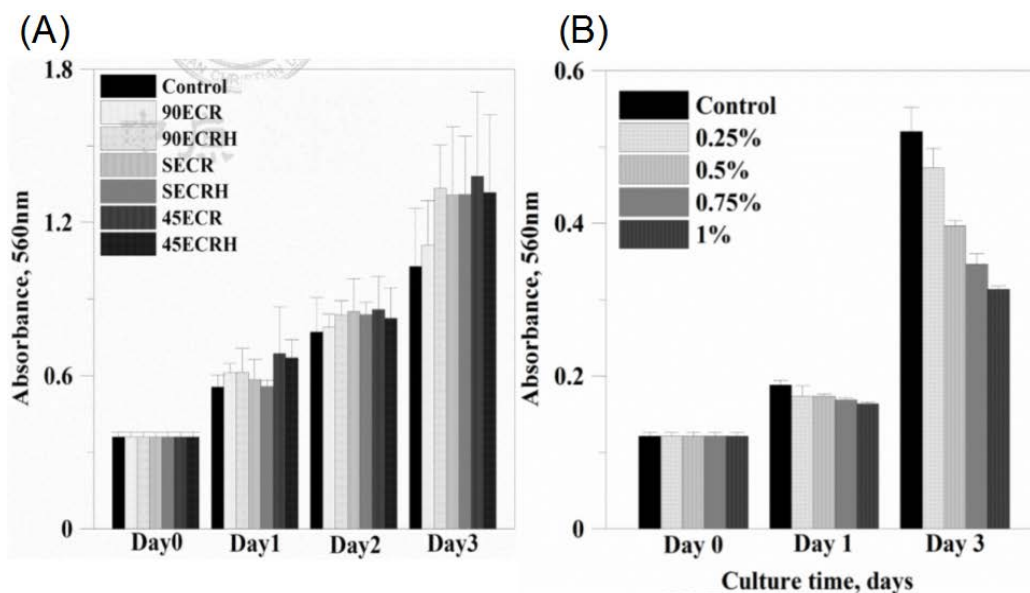 (A)
1.8
1.2
0.6
0
Absorbance, 560nm
Control
90ECR
90ECRH
SECR
SECRH
45ECR
45ECRH
Day0 Day1 Day2 Day3
(B)
0.6
0.4
0.2
0
Absorbance, 560nm
Control
0.25%
0.5%
0.75%
1%
Day 0 Day 1 Day 3
Culture time, days